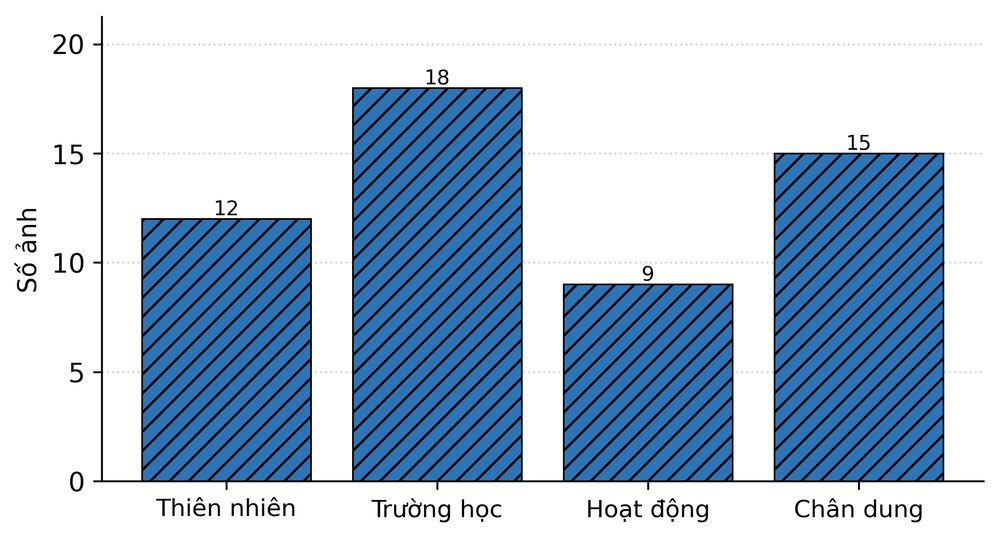 Số ảnh
20
15
10
5
0
12
18
9
15
Thiên nhiên
Trường học
Hoạt động
Chân dung